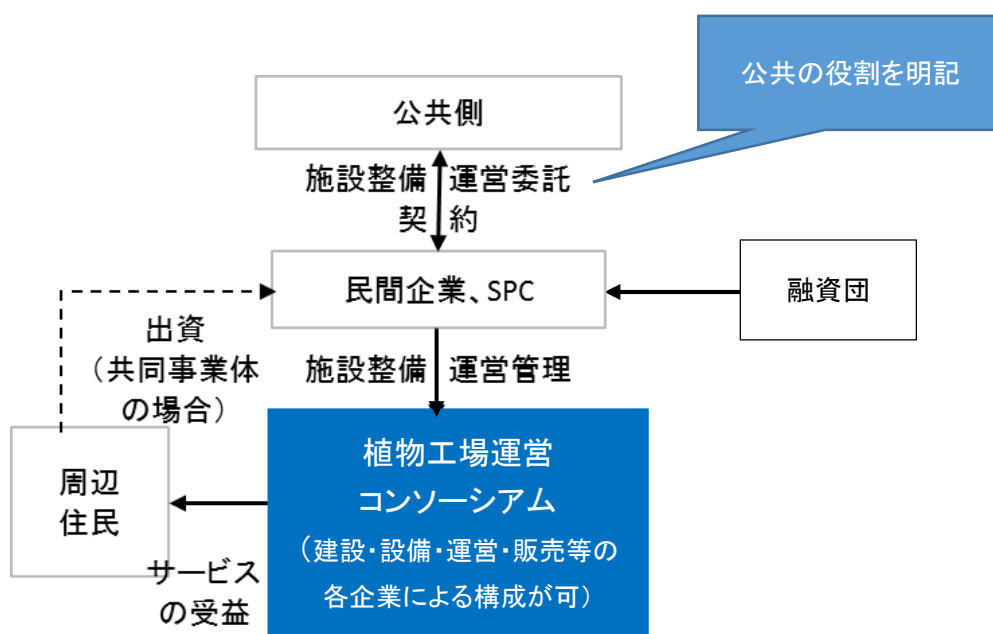 公共の役割を明記
公共側
施設整備 運営委託
契 約
民間企業、SPC
融資団
出資
（共同事業体
の場合）
施設整備 運営管理
植物工場運営
コンソーシアム
（建設・設備・運営・販売等の
各企業による構成が可）
周辺
住民
サービス
の受益